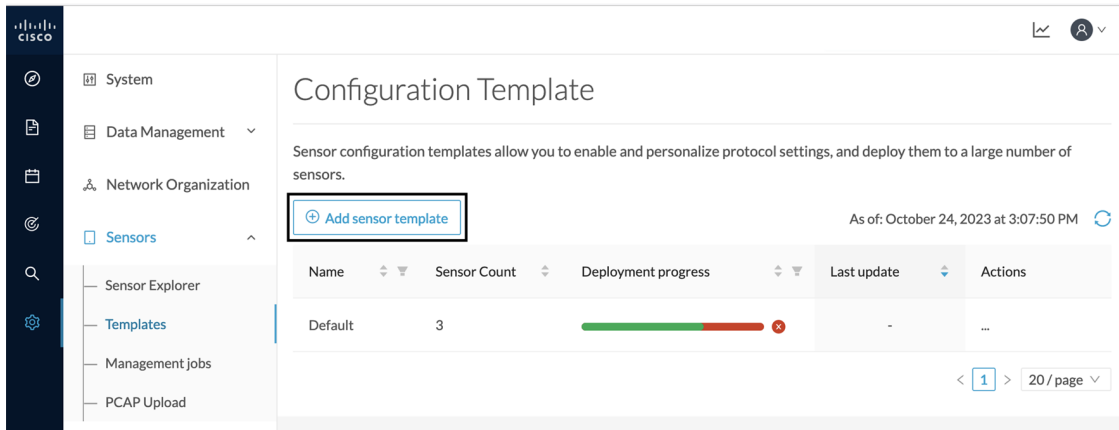 CISCO
System
Data Management
Network Organization
Sensors
Sensor Explorer
Templates
Management jobs
PCAP Upload
Configuration Template
Sensor configuration templates allow you to enable and personalize protocol settings, and deploy them to a large number of
sensors.
Add sensor template
As of: October 24, 2023 at 3:07:50 PM
Name Sensor Count Deployment progress Last update Actions
Default 3 - ...
< 1 > 20 / page